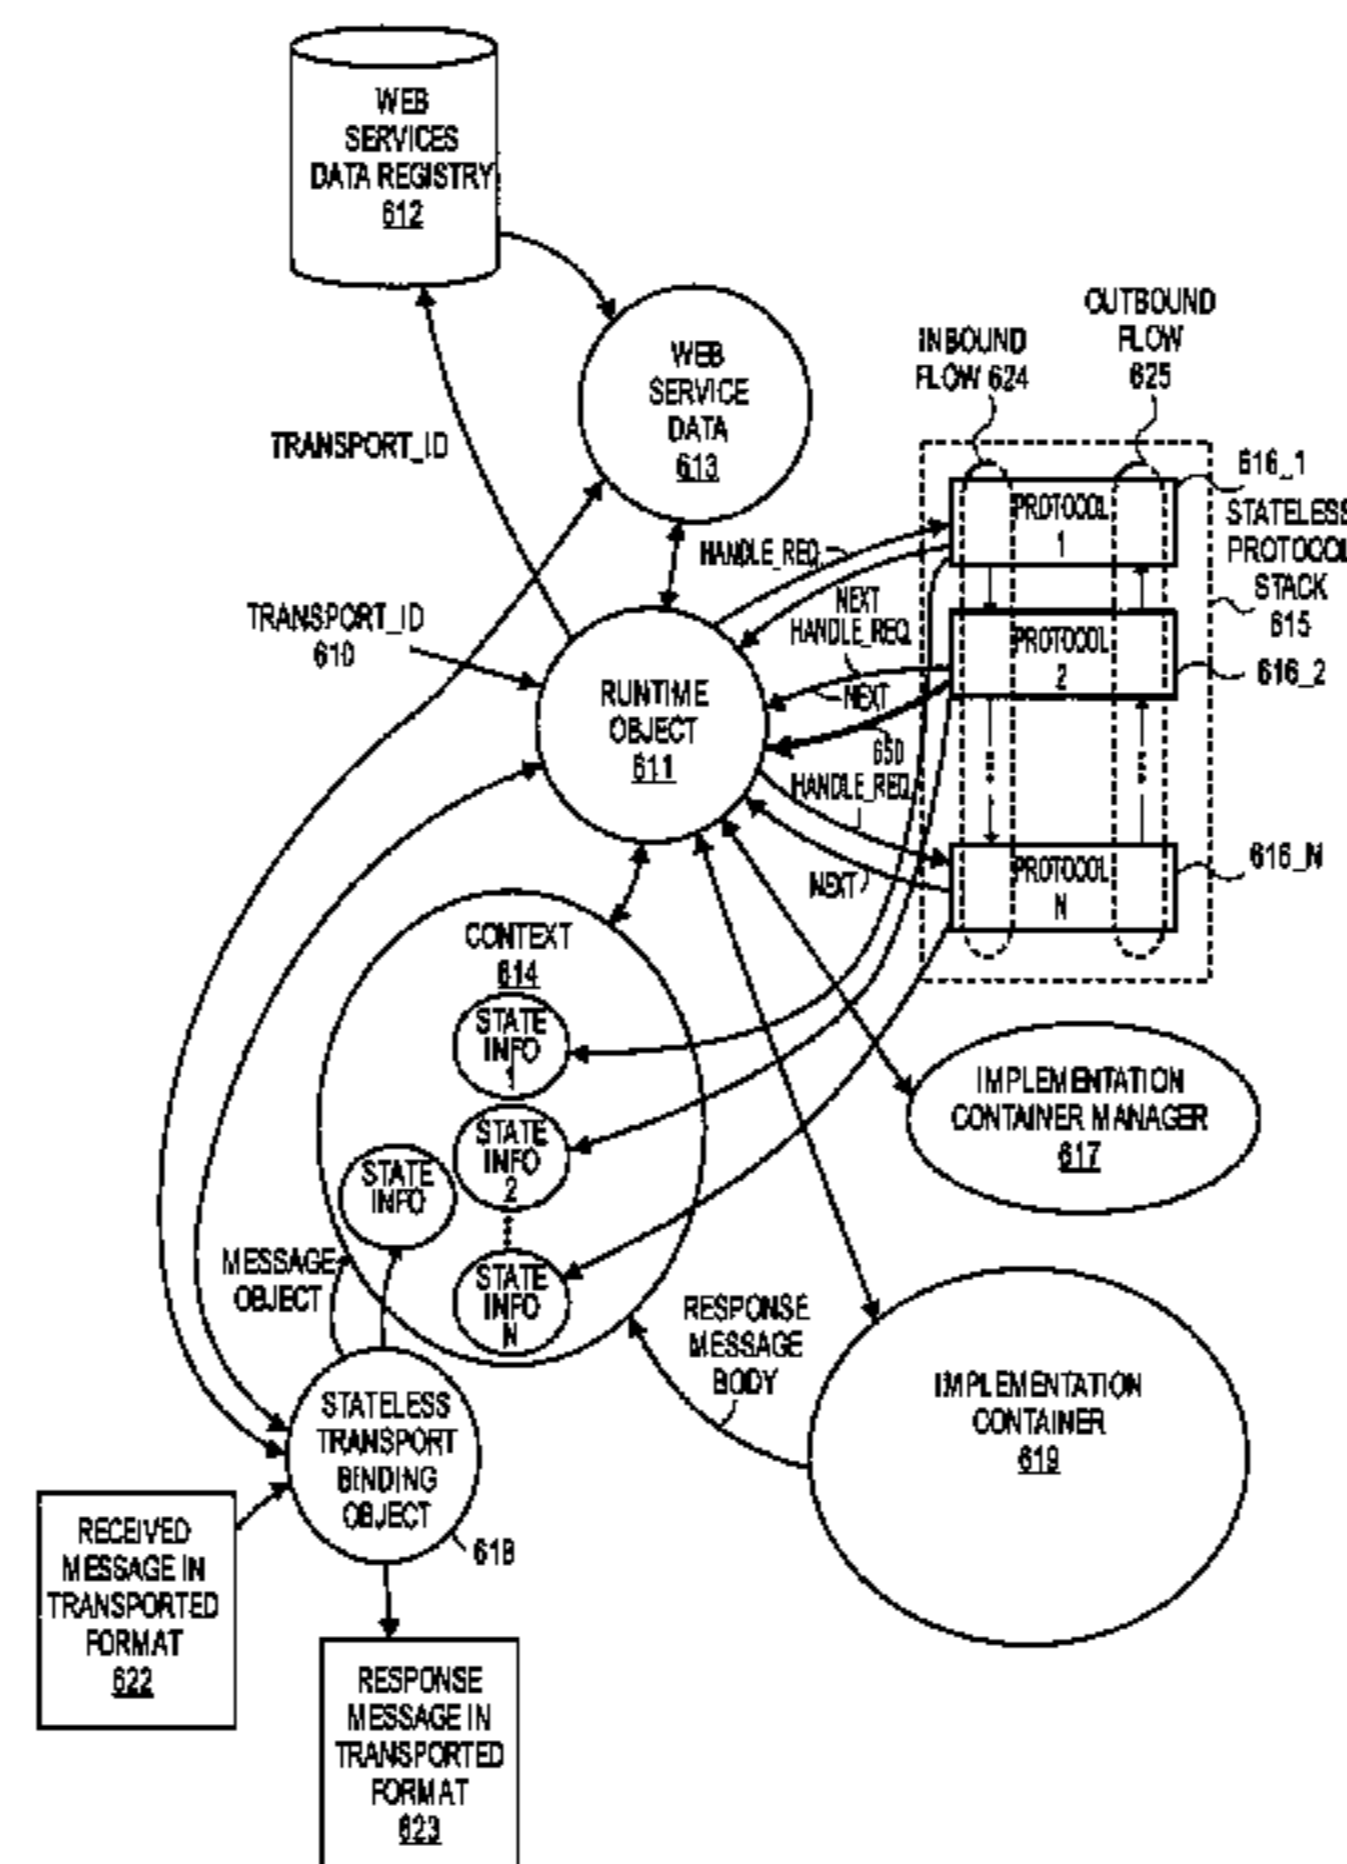 WEB
SERVICES
DATA REGISTRY
612
WEB
SERVICE
DATA
613
OUTBOUND
FLOW
625
INBOUND
FLOW 624
TRANSPORT_ID
616_1
STATELESS
PROTOCOL
STACK
615
PROTOCOL
1
HANDLE_REQ.
NEXT
HANDLE_REQ.
TRANSPORT_ID
610
PROTOCOL
2
616_2
NEXT
RUNTIME
OBJECT
611
650
HANDLE_REQ.
NEXT
PROTOCOL
N
616_N
CONTEXT
614
STATE
INFO
1
STATE
INFO
2
STATE
INFO
STATE
INFO
N
IMPLEMENTATION
CONTAINER MANAGER
617
MESSAGE
OBJECT
RESPONSE
MESSAGE
BODY
IMPLEMENTATION
CONTAINER
619
STATELESS
TRANSPORT
BINDING
OBJECT
618
RECEIVED
MESSAGE IN
TRANSPORTED
FORMAT
622
RESPONSE
MESSAGE IN
TRANSPORTED
FORMAT
623